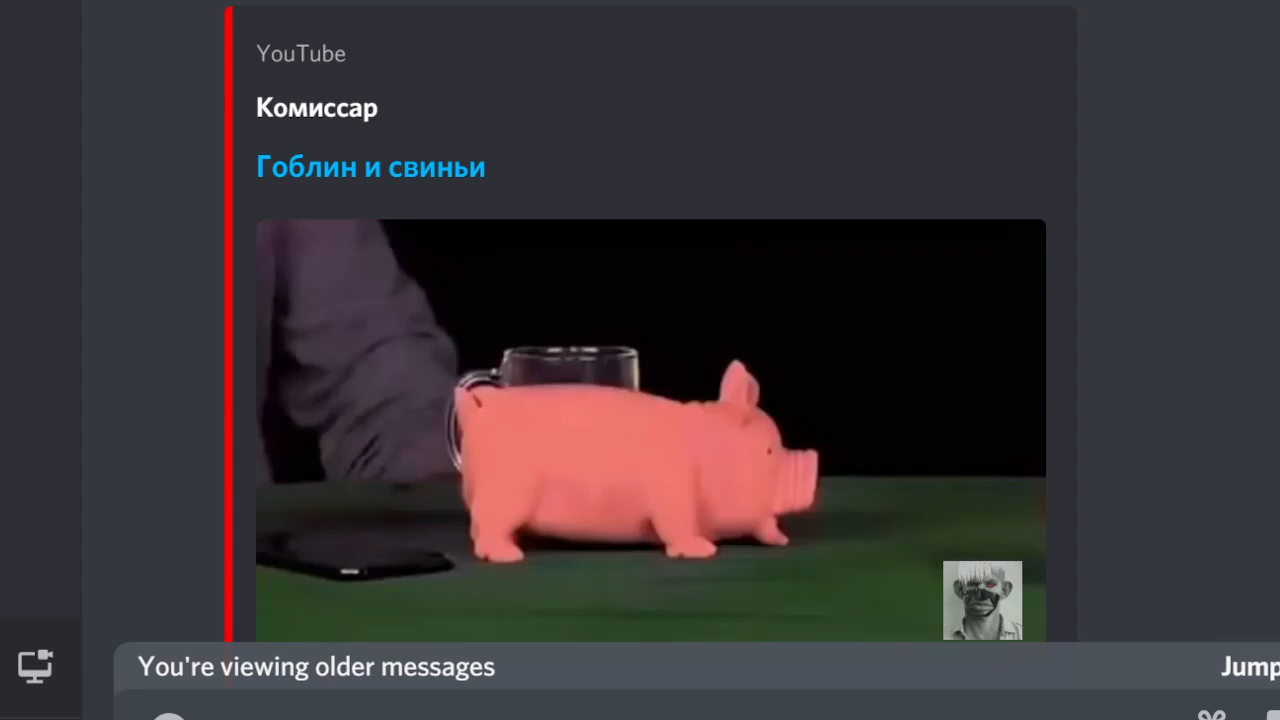 YouTube
Комиссар
Гоблин и свиньи
You're viewing older messages
Jump